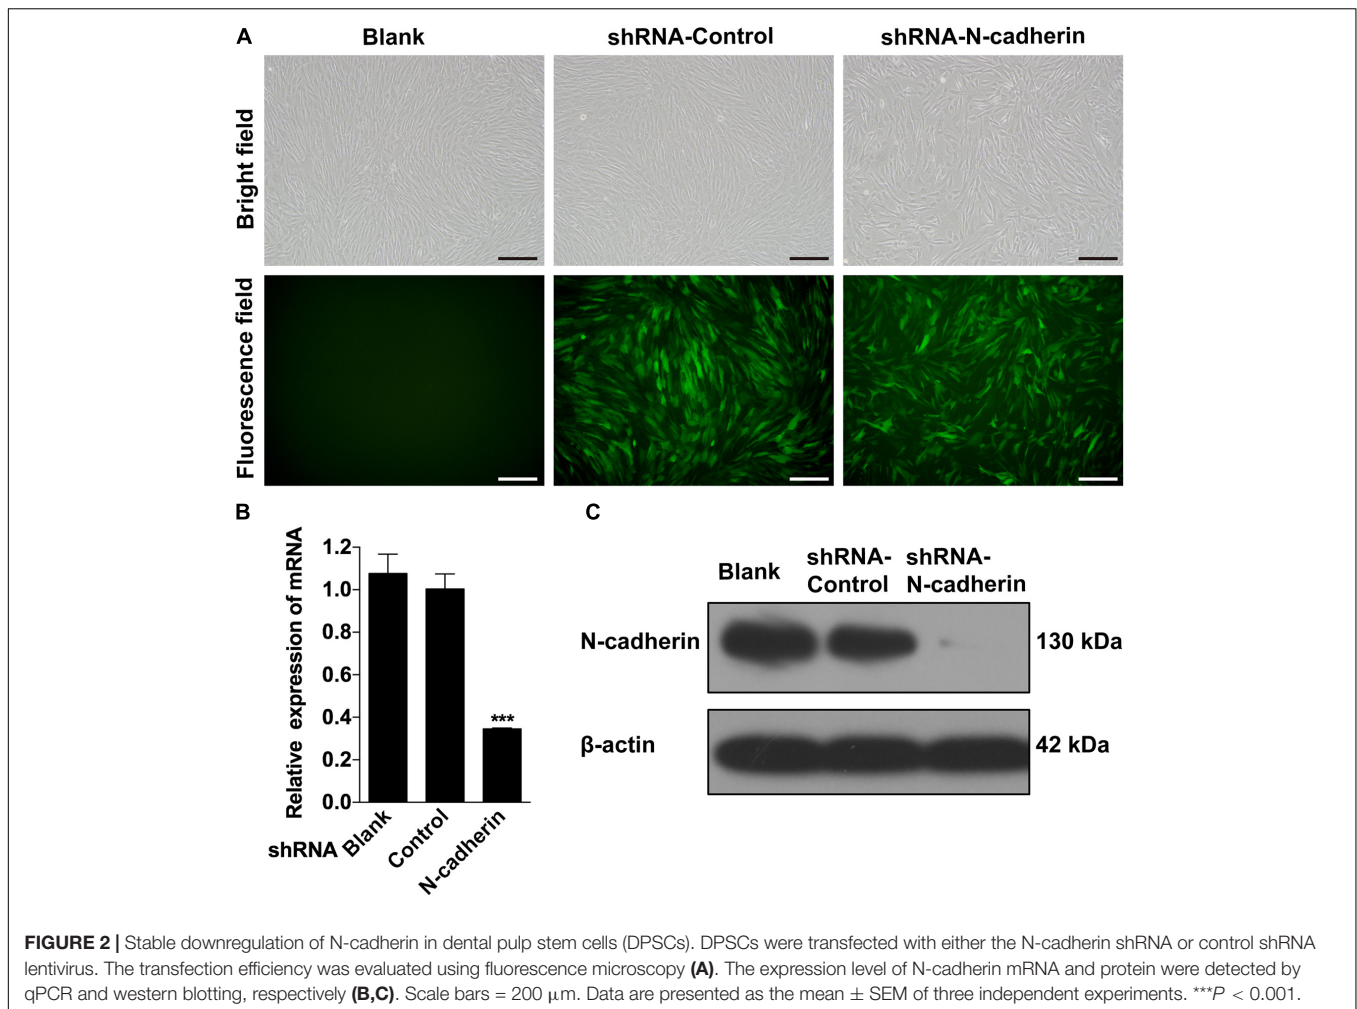 A
Blank
shRNA-Control
shRNA-N-cadherin
Bright field
Fluorescence field
B
Relative expression of mRNA
1.2
1.0
0.8
0.6
0.4
0.2
0.0
***
shRNA
Blank
Control
N-cadherin
C
Blank
shRNA-
Control
shRNA-
N-cadherin
N-cadherin
130 kDa
β-actin
42 kDa
FIGURE 2 | Stable downregulation of N-cadherin in dental pulp stem cells (DPSCs). DPSCs were transfected with either the N-cadherin shRNA or control shRNA
lentivirus. The transfection efficiency was evaluated using fluorescence microscopy (A). The expression level of N-cadherin mRNA and protein were detected by
qPCR and western blotting, respectively (B,C). Scale bars = 200 μm. Data are presented as the mean ± SEM of three independent experiments. ***P < 0.001.